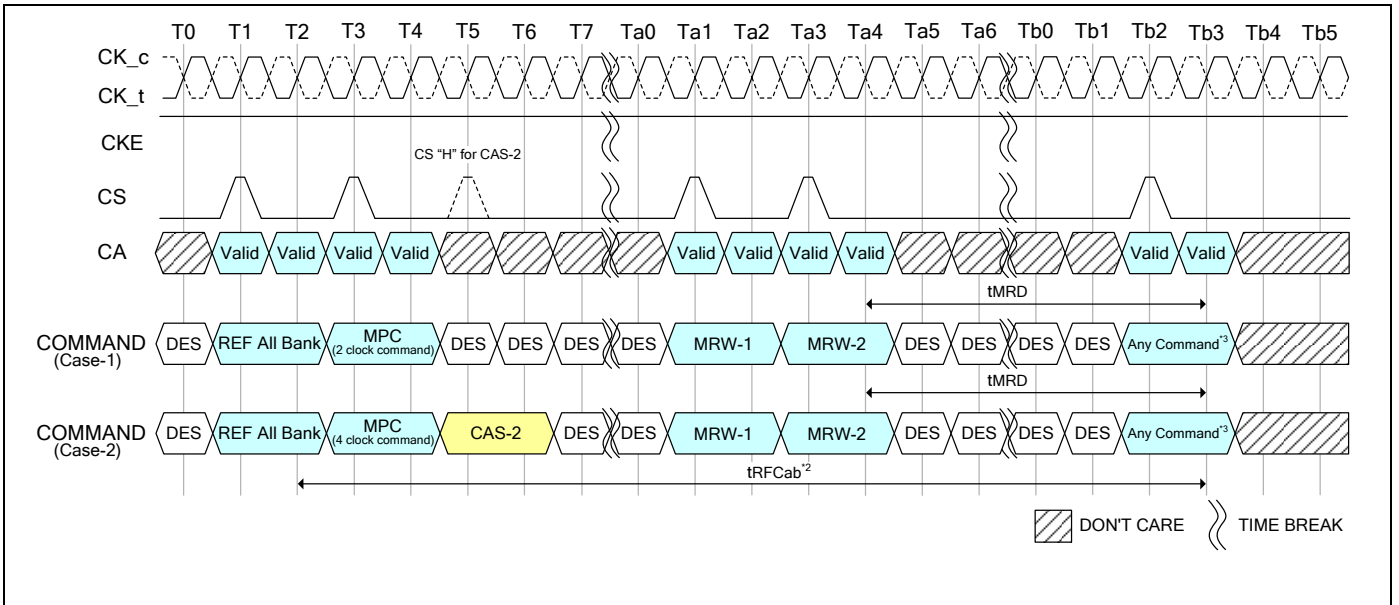 T0 T1 T2 T3 T4 T5 T6 T7 Ta0 Ta1 Ta2 Ta3 Ta4 Ta5 Ta6 Tb0 Tb1 Tb2 Tb3 Tb4 Tb5
CK_c
CK_t
CKE
CS "H" for CAS-2
CS
CA Valid Valid Valid Valid Valid Valid Valid Valid Valid Valid
tMRD
COMMAND (Case-1) DES REF All Bank MPC (2 clock command) DES DES DES DES MRW-1 MRW-2 DES DES DES DES Any Command*3
tMRD
COMMAND (Case-2) DES REF All Bank MPC (4 clock command) CAS-2 DES DES MRW-1 MRW-2 DES DES DES DES Any Command*3
tRFCab*2
DON'T CARE TIME BREAK